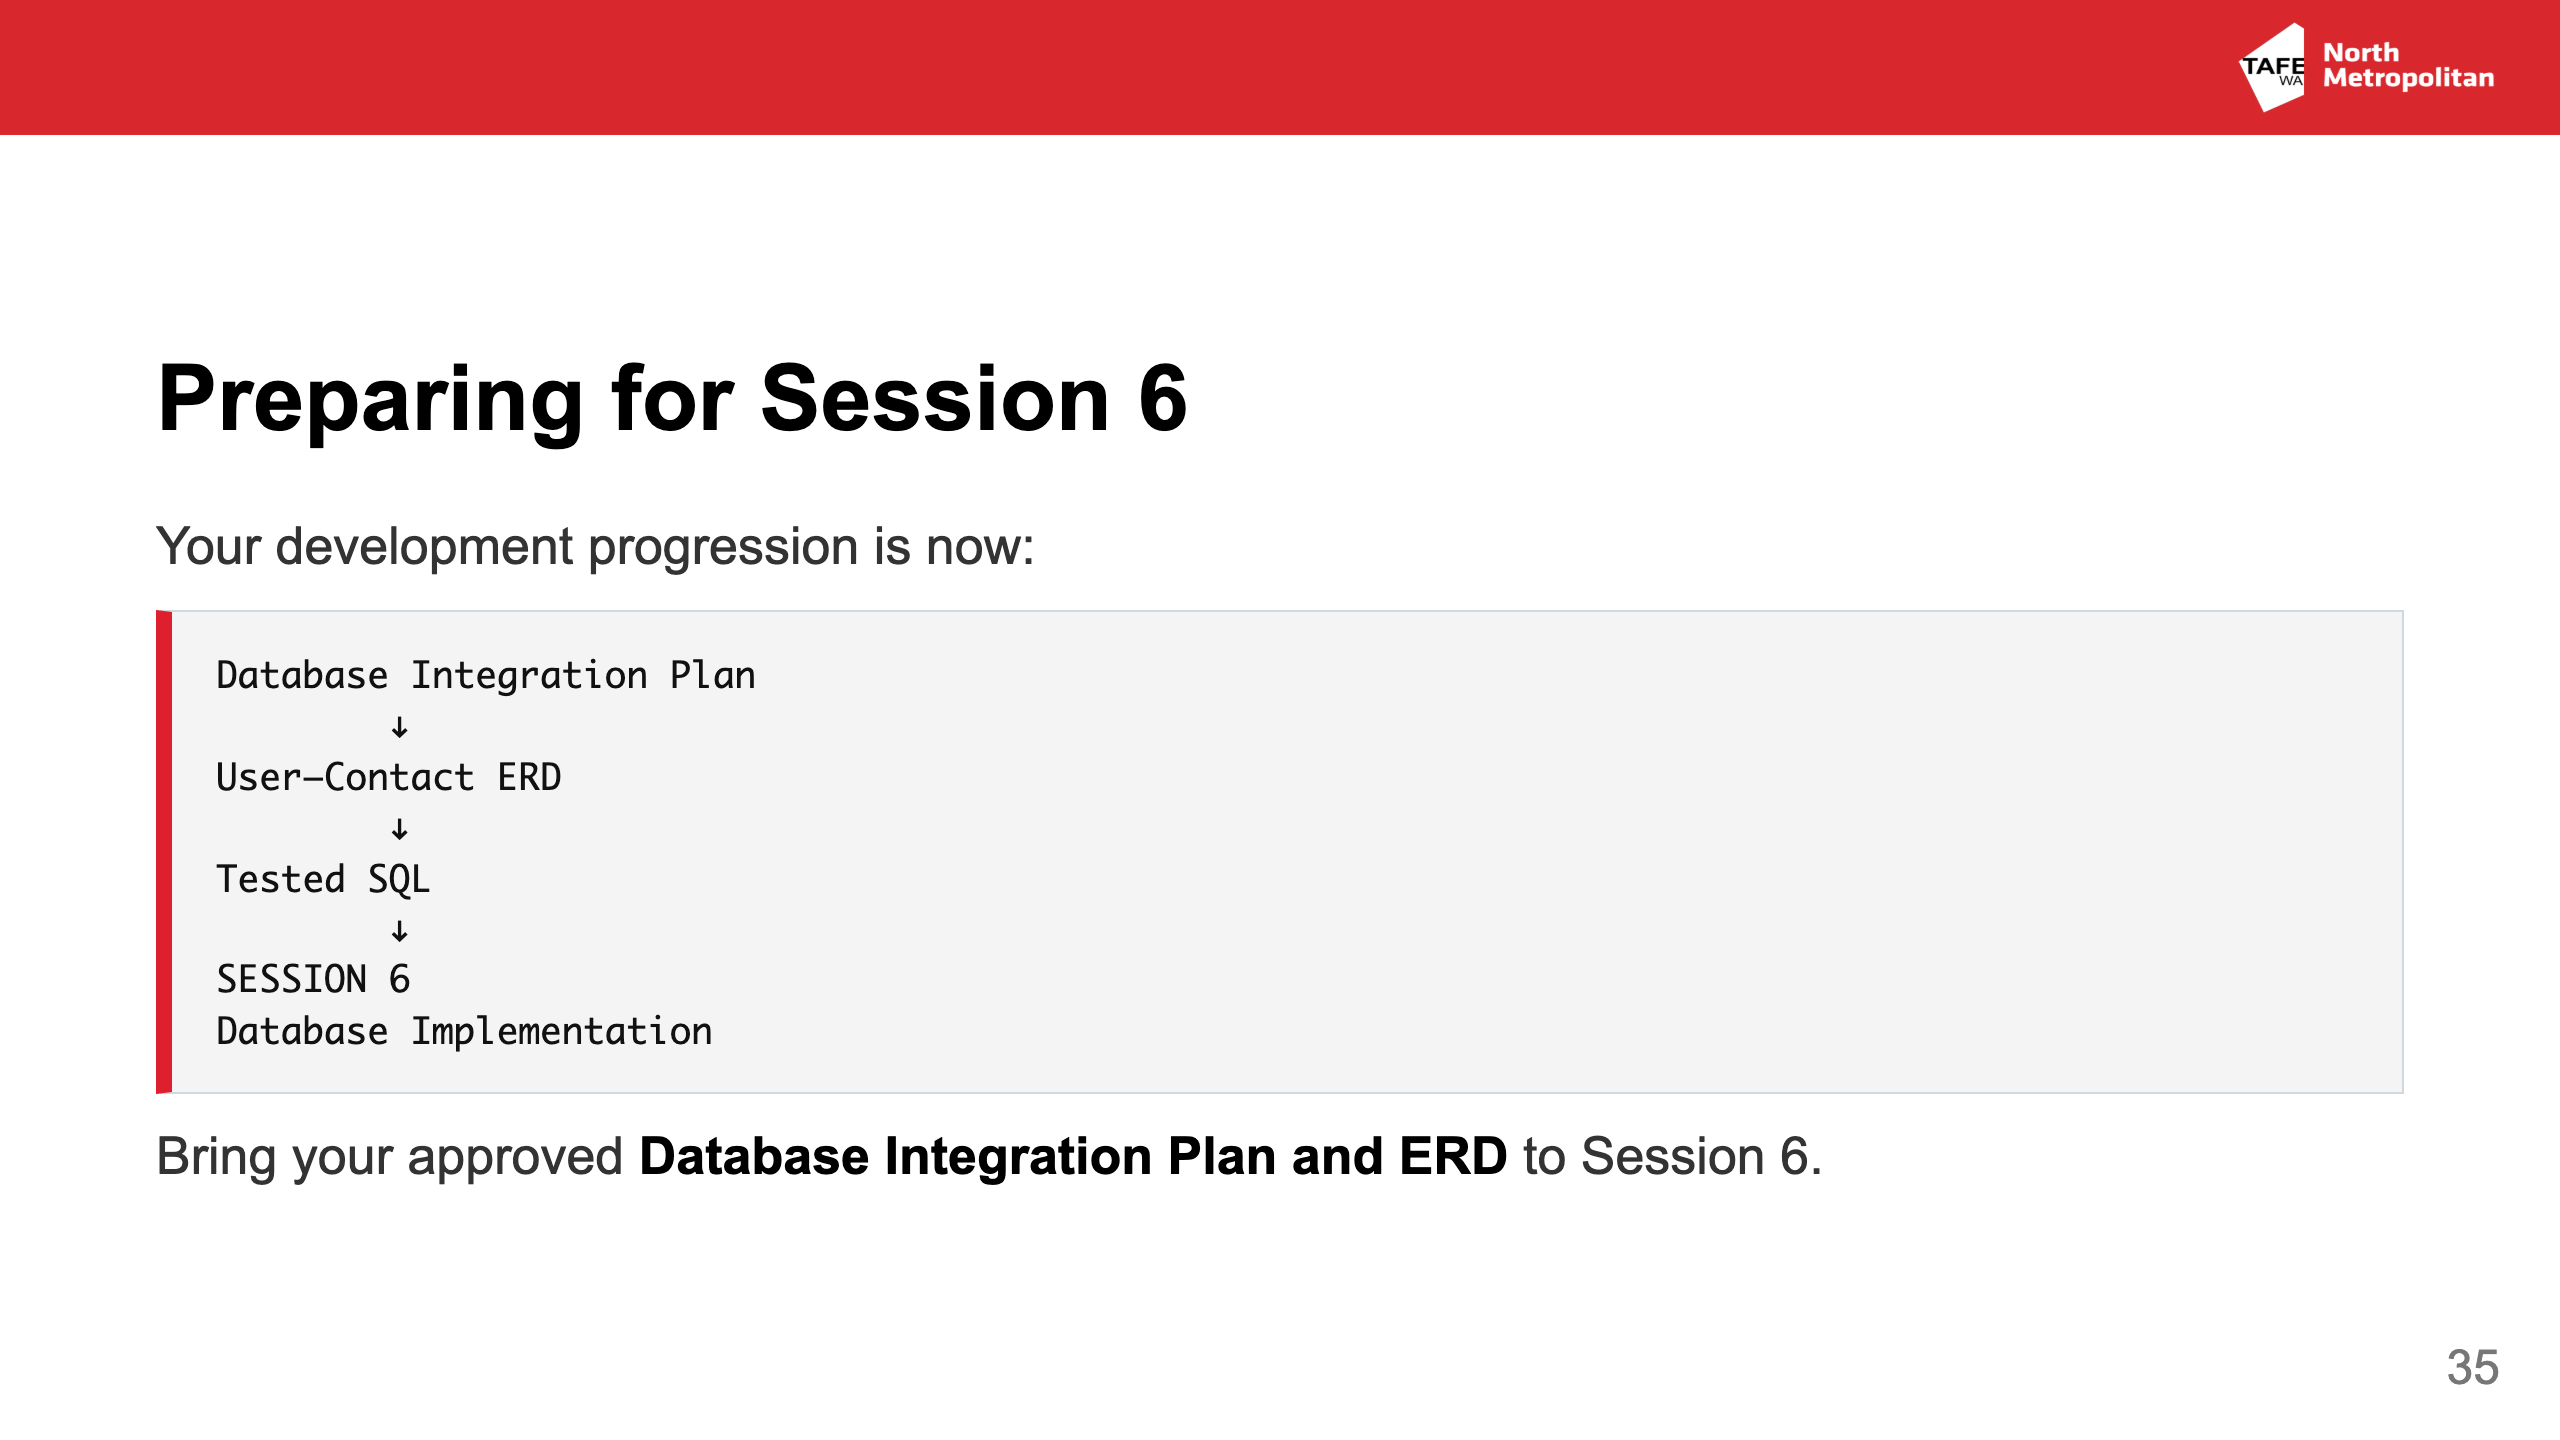 TAFE
WA
North
Metropolitan
Preparing for Session 6
Your development progression is now:
Database Integration Plan
↓
User–Contact ERD
↓
Tested SQL
↓
SESSION 6
Database Implementation
Bring your approved Database Integration Plan and ERD to Session 6.
35